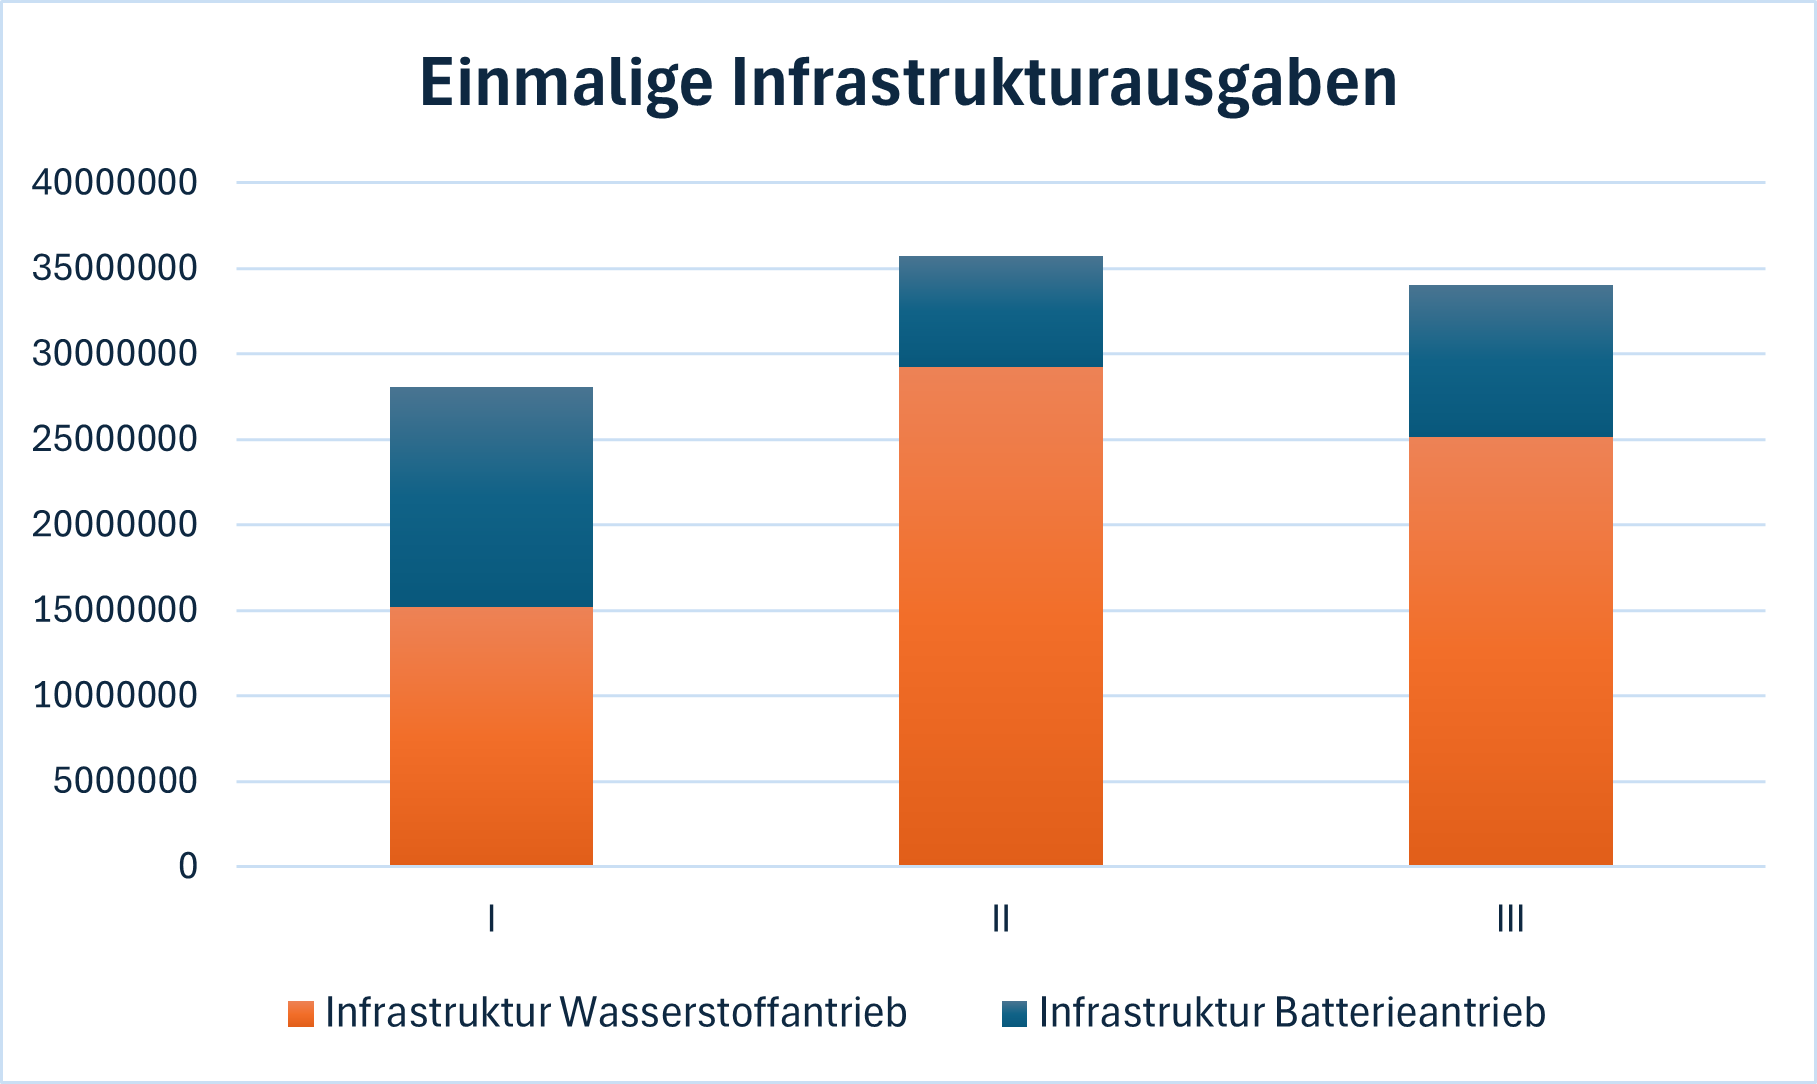 Einmalige Infrastrukturausgaben
40000000
35000000
30000000
25000000
20000000
15000000
10000000
5000000
0
I
II
III
Infrastruktur Wasserstoffantrieb
Infrastruktur Batterieantrieb